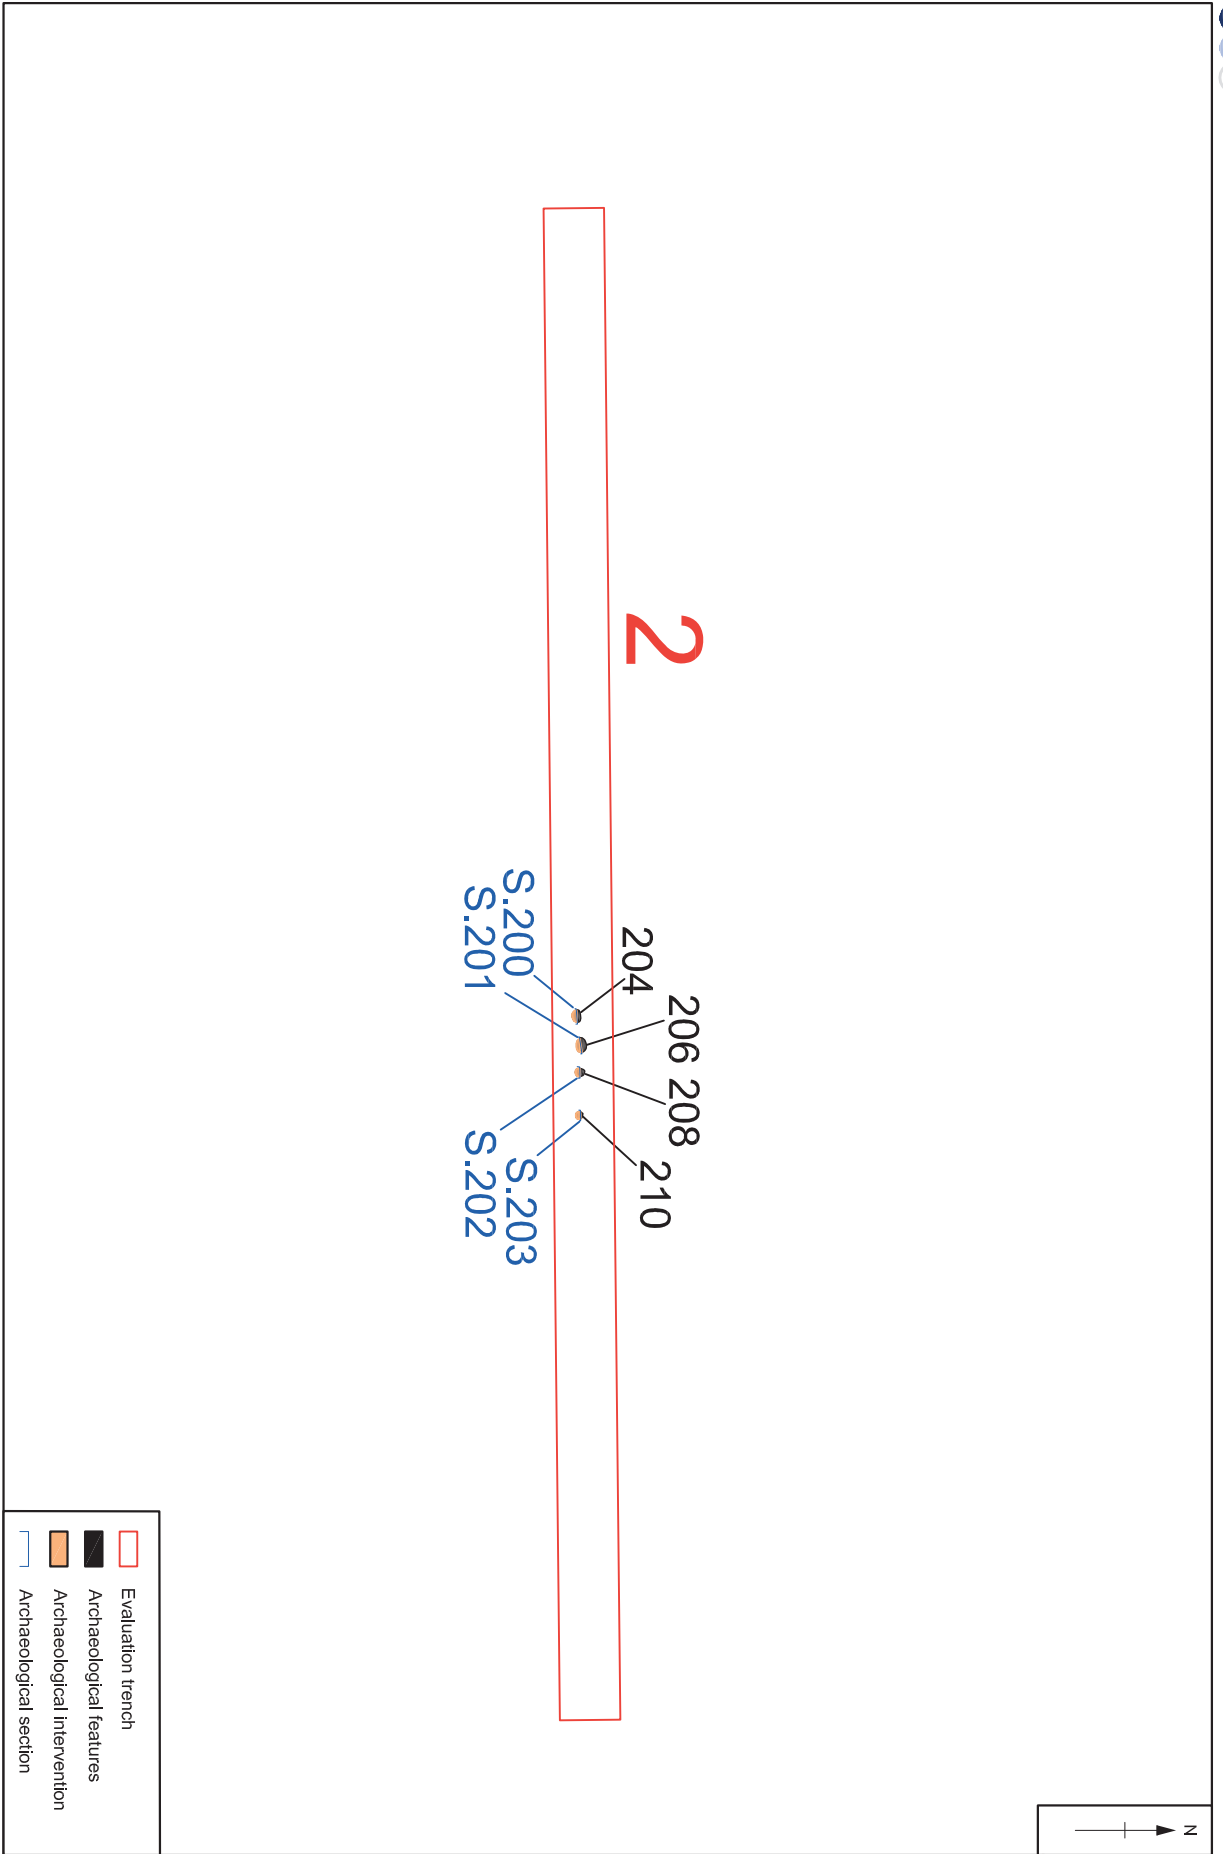 2
204
206 208
210
S.200
S.201
S.203
S.202
Evaluation trench
Archaeological features
Archaeological intervention
Archaeological section
N